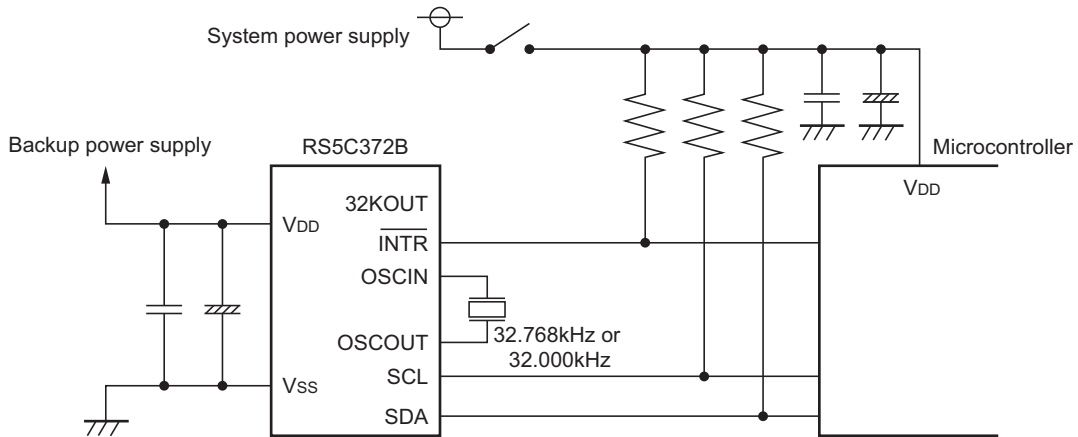 System power supply
Backup power supply
RS5C372B
Microcontroller
VDD
32KOUT
VDD
INTR
OSCIN
OSCOUT
32.768kHz or
32.000kHz
SCL
VSS
SDA